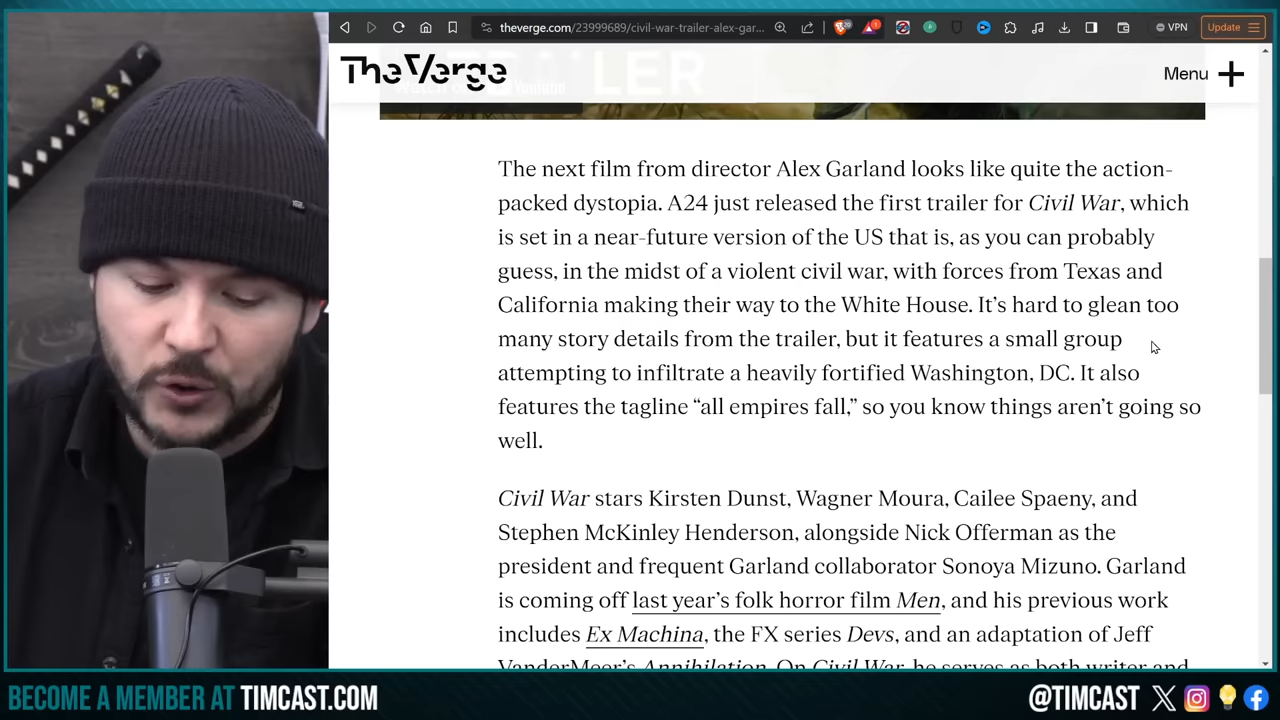 theverge.com/23999689/civil-war-trailer-alex-gar...
VPN
Update
TheVerge
Menu
The next film from director Alex Garland looks like quite the action-
packed dystopia. A24 just released the first trailer for Civil War, which
is set in a near-future version of the US that is, as you can probably
guess, in the midst of a violent civil war, with forces from Texas and
California making their way to the White House. It’s hard to glean too
many story details from the trailer, but it features a small group
attempting to infiltrate a heavily fortified Washington, DC. It also
features the tagline “all empires fall,” so you know things aren’t going so
well.
Civil War stars Kirsten Dunst, Wagner Moura, Cailee Spaeny, and
Stephen McKinley Henderson, alongside Nick Offerman as the
president and frequent Garland collaborator Sonoya Mizuno. Garland
is coming off last year’s folk horror film Men, and his previous work
includes Ex Machina, the FX series Devs, and an adaptation of Jeff
VanderMeer’s Annihilation. On Civil War, he serves as both writer and
BECOME A MEMBER AT TIMCAST.COM
@TIMCAST